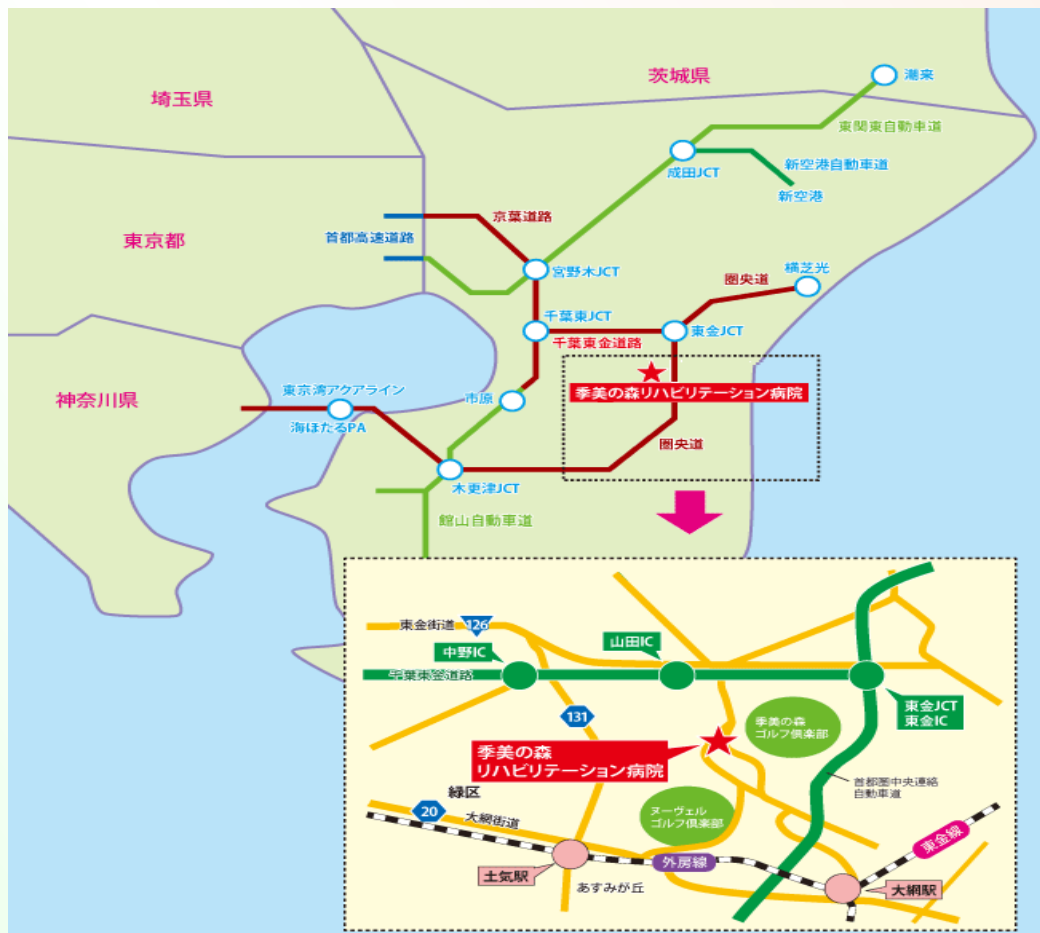 茨城県
潮来
埼玉県
東関東自動車道
成田JCT
新空港自動車道
新空港
京葉道路
東京都
首都高速道路
宮野木JCT
横芝光
圏央道
千葉東JCT
東金JCT
千葉東金道路
季美の森リハビリテーション病院
神奈川県
東京湾アクアライン
海ほたるPA
市原
圏央道
木更津JCT
館山自動車道
東金街道
126
中野IC
山田IC
千葉東金道路
東金JCT
東金IC
131
季美の森
ゴルフ倶楽部
季美の森
リハビリテーション病院
首都圏中央連絡
自動車道
緑区
20
大網街道
ヌーヴェル
ゴルフ倶楽部
東金線
外房線
土気駅
あすみが丘
大網駅